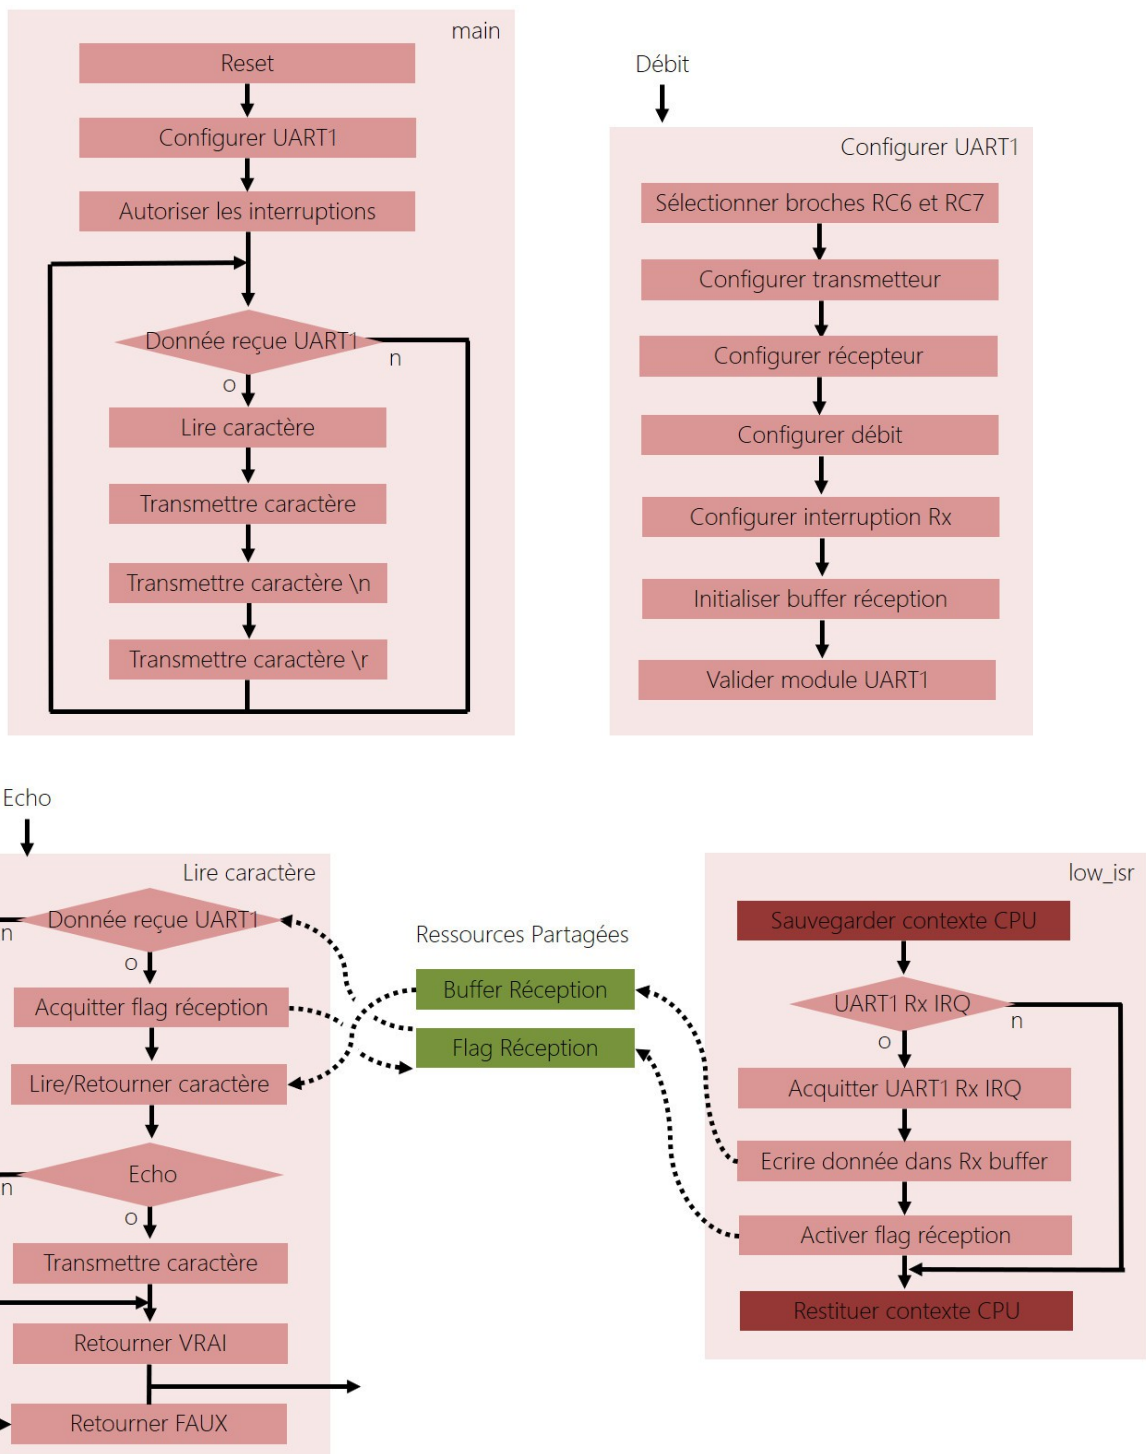 main
Reset
Configurer UART1
Autoriser les interruptions
Donnée reçue UART1
n
o
Lire caractère
Transmettre caractère
Transmettre caractère \n
Transmettre caractère \r
Débit
Configurer UART1
Sélectionner broches RC6 et RC7
Configurer transmetteur
Configurer récepteur
Configurer débit
Configurer interruption Rx
Initialiser buffer réception
Valider module UART1
Echo
Lire caractère
Donnée reçue UART1
n
o
Acquitter flag réception
Lire/Retourner caractère
Echo
n
o
Transmettre caractère
Retourner VRAI
Retourner FAUX
Ressources Partagées
Buffer Réception
Flag Réception
low_isr
Sauvegarder contexte CPU
UART1 Rx IRQ
n
o
Acquitter UART1 Rx IRQ
Ecrire donnée dans Rx buffer
Activer flag réception
Restituer contexte CPU